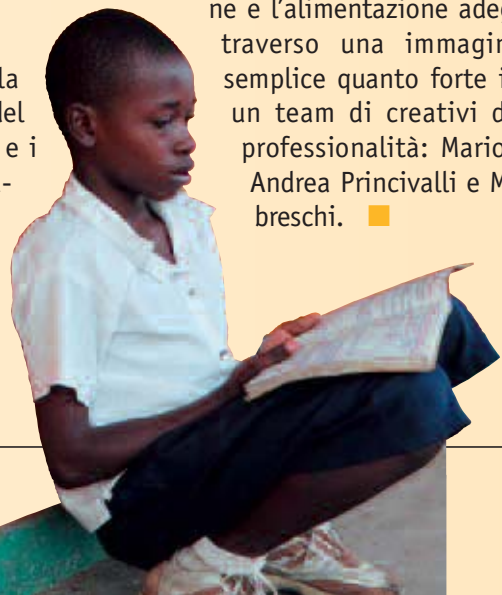 la
del
e i
-
ne e l'alimentazione adeg
traverso una immagin
semplice quanto forte i
un team di creativi d
professionalità: Mario
Andrea Princivalli e M
breschi.